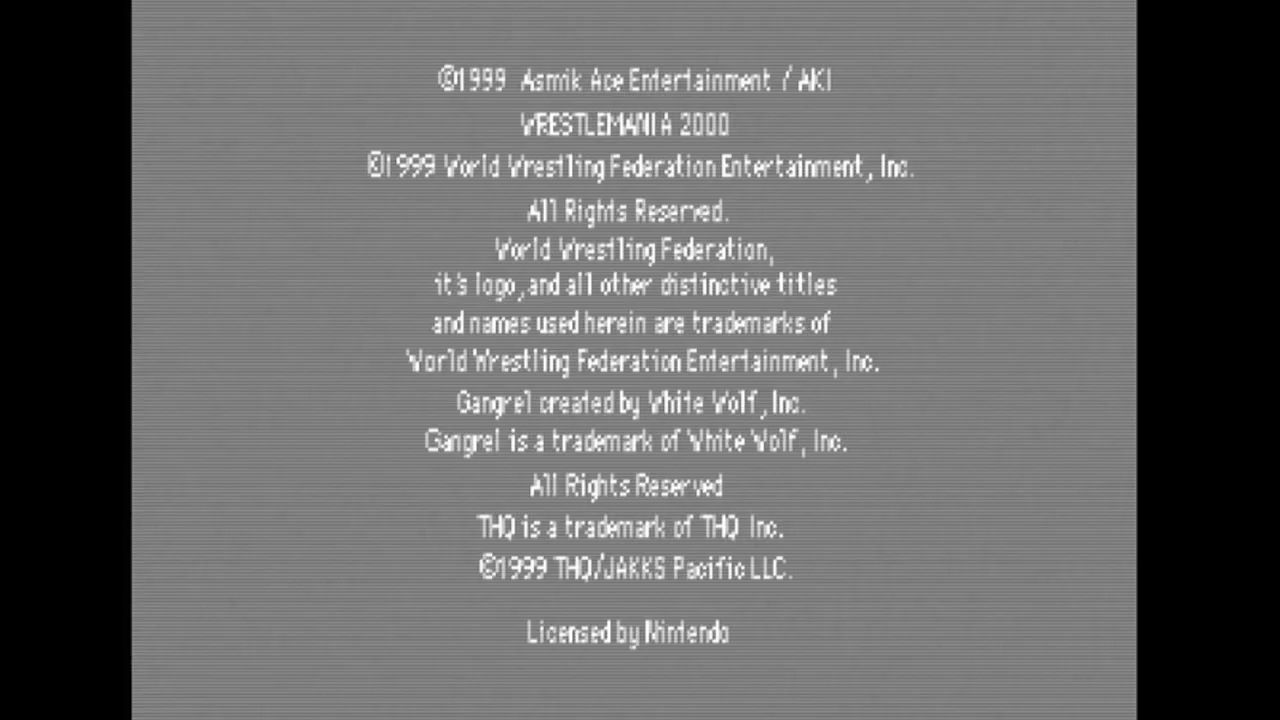 ©1999 Asmik Ace Entertainment / AKI
WRESTLEMANIA 2000
©1999 World Wrestling Federation Entertainment, Inc.
All Rights Reserved.
World Wrestling Federation,
it's logo, and all other distinctive titles
and names used herein are trademarks of
World Wrestling Federation Entertainment, Inc.
Gangrel created by White Wolf, Inc.
Gangrel is a trademark of White Wolf, Inc.
All Rights Reserved
THQ is a trademark of THQ Inc.
©1999 THQ/JAKKS Pacific LLC.
Licensed by Nintendo